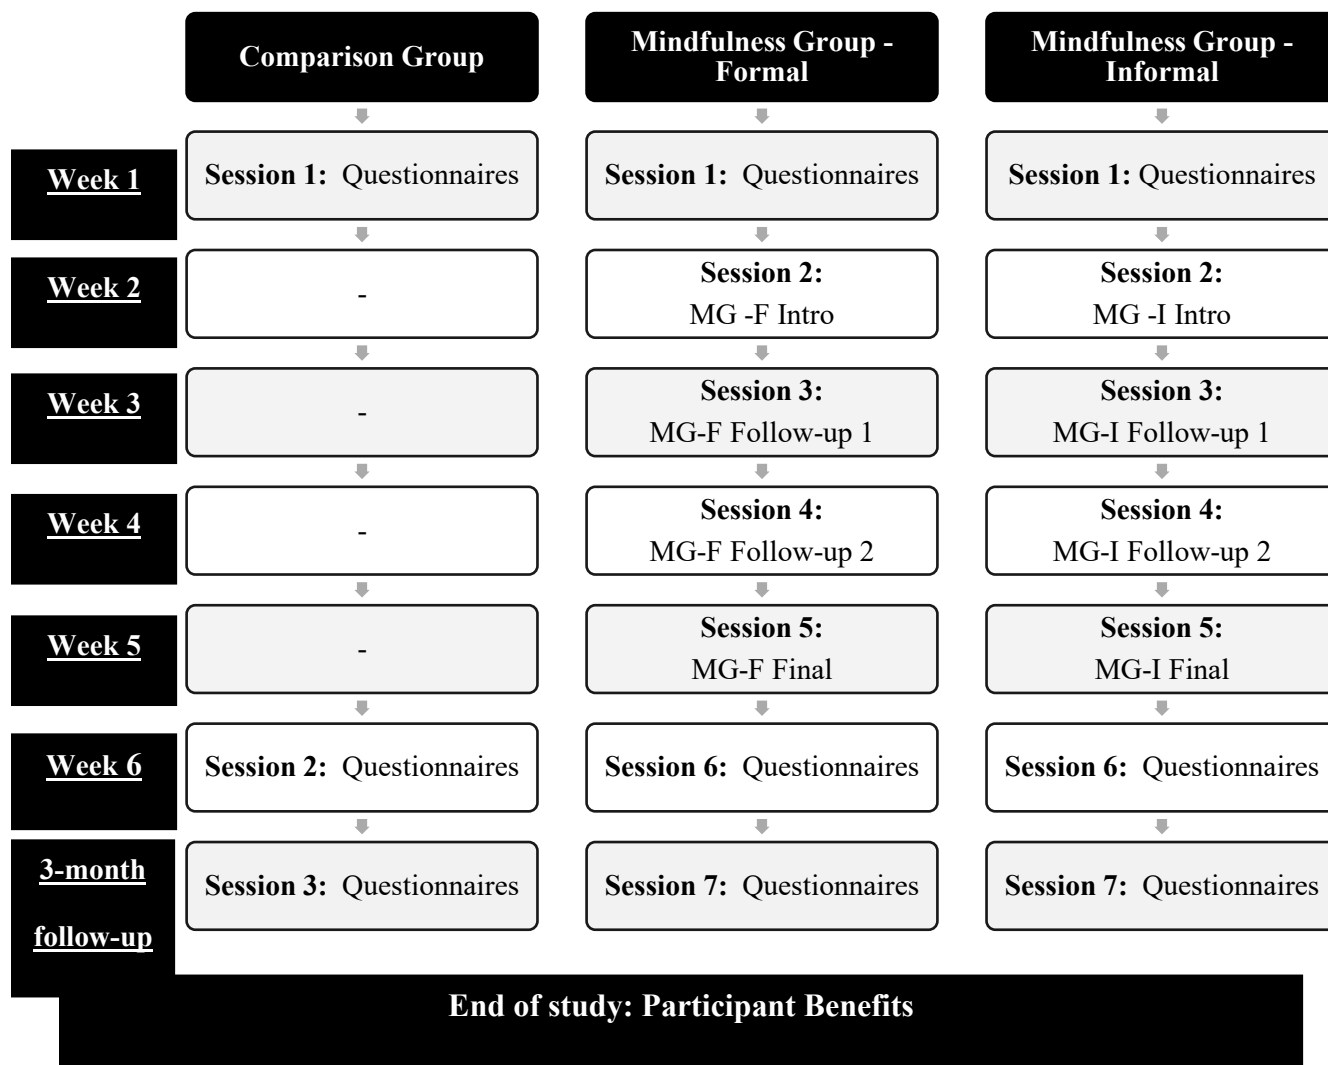 Comparison Group
Mindfulness Group -
Formal
Mindfulness Group -
Informal
Week 1
Session 1:  Questionnaires
Session 1:  Questionnaires
Session 1: Questionnaires
Week 2
-
Session 2:
MG -F Intro
Session 2:
MG -I Intro
Week 3
-
Session 3:
MG-F Follow-up 1
Session 3:
MG-I Follow-up 1
Week 4
-
Session 4:
MG-F Follow-up 2
Session 4:
MG-I Follow-up 2
Week 5
-
Session 5:
MG-F Final
Session 5:
MG-I Final
Week 6
Session 2:  Questionnaires
Session 6:  Questionnaires
Session 6:  Questionnaires
3-month
follow-up
Session 3:  Questionnaires
Session 7:  Questionnaires
Session 7:  Questionnaires
End of study: Participant Benefits